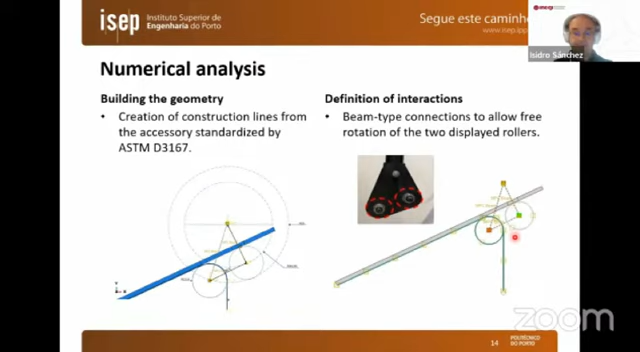 isep Instituto Superior de
Engenharia do Porto
Segue este caminh
www.isep.ipp
Isidro Sánchez
Numerical analysis
Building the geometry
• Creation of construction lines from
the accessory standardized by
ASTM D3167.
Definition of interactions
• Beam-type connections to allow free
rotation of the two displayed rollers.
zoom
14
POLITÉCNICO
DO PORTO